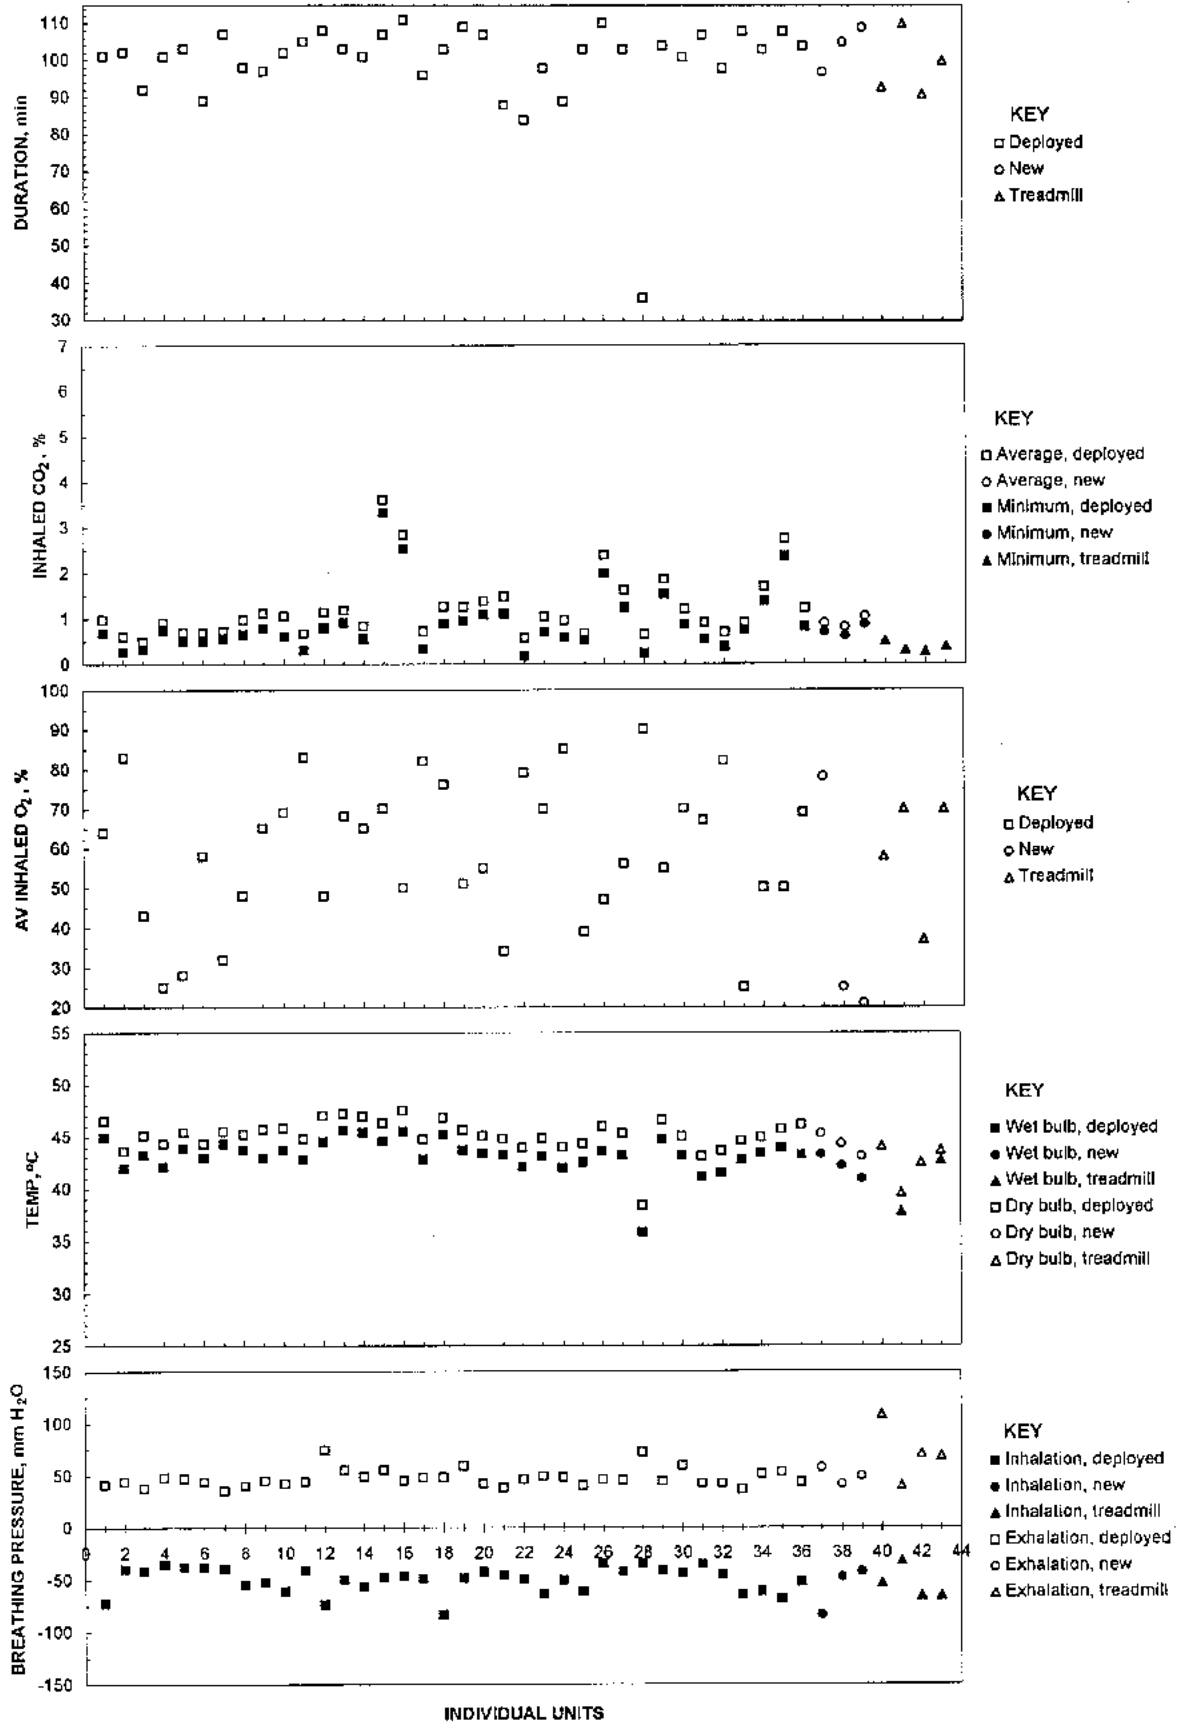 110
100
90
80
70
60
50
40
30
DURATION, min
KEY
Deployed
New
Treadmill
7
6
5
4
3
2
1
0
INHALED CO2, %
KEY
Average, deployed
Average, new
Minimum, deployed
Minimum, new
Minimum, treadmill
100
90
80
70
60
50
40
30
20
AV INHALED O2, %
KEY
Deployed
New
Treadmill
55
50
45
40
35
30
25
TEMP, ºC
KEY
Wet bulb, deployed
Wet bulb, new
Wet bulb, treadmill
Dry bulb, deployed
Dry bulb, new
Dry bulb, treadmill
150
100
50
0
-50
-100
-150
BREATHING PRESSURE, mm H2O
0 2 4 6 8 10 12 14 16 18 20 22 24 26 28 30 32 34 36 38 40 42 44
KEY
Inhalation, deployed
Inhalation, new
Inhalation, treadmill
Exhalation, deployed
Exhalation, new
Exhalation, treadmill
INDIVIDUAL UNITS